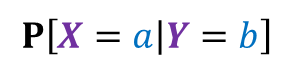 P[X = a|Y = b]